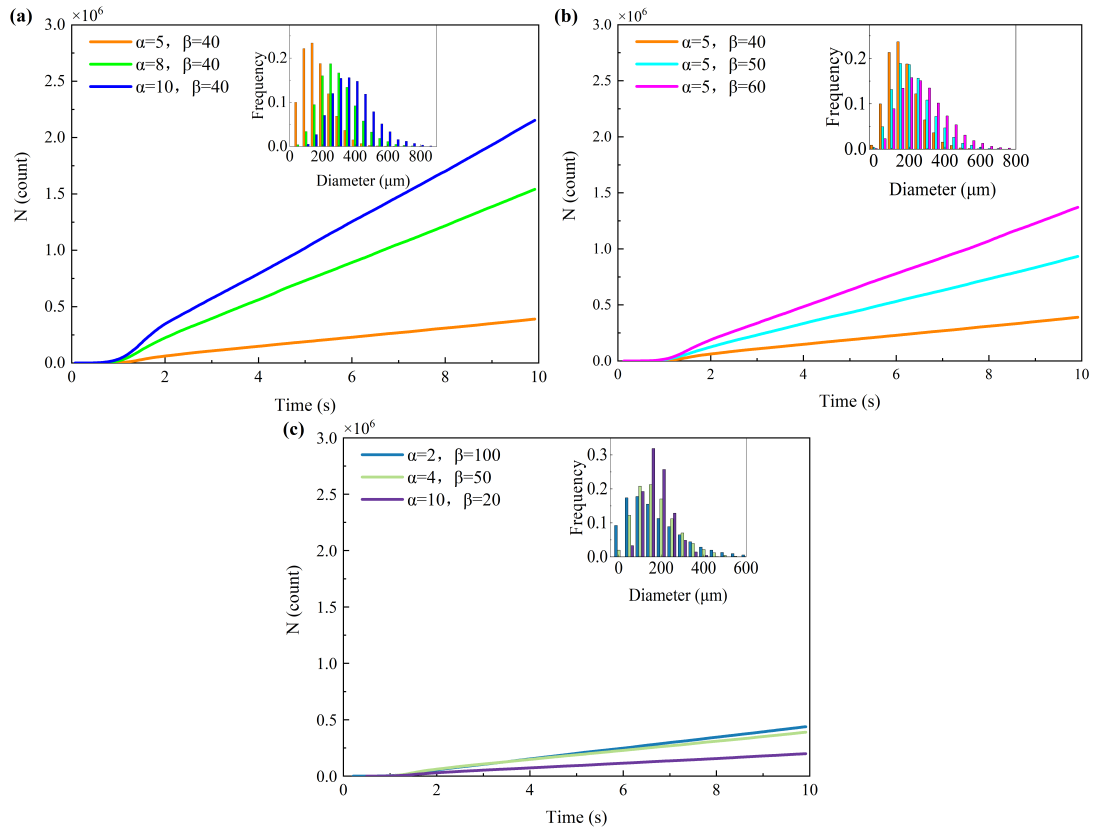 (a)
×10⁶
3.0
2.5
2.0
1.5
1.0
0.5
0.0
N (count)
α=5, β=40
α=8, β=40
α=10, β=40
Frequency
0.2
0.1
0.0
0 200 400 600 800
Diameter (μm)
0 2 4 6 8 10
Time (s)
(b)
×10⁶
3.0
2.5
2.0
1.5
1.0
0.5
0.0
N (count)
α=5, β=40
α=5, β=50
α=5, β=60
Frequency
0.2
0.1
0.0
0 200 400 600 800
Diameter (μm)
0 2 4 6 8 10
Time (s)
(c)
×10⁶
3.0
2.5
2.0
1.5
1.0
0.5
0.0
N (count)
α=2, β=100
α=4, β=50
α=10, β=20
Frequency
0.3
0.2
0.1
0.0
0 200 400 600
Diameter (μm)
0 2 4 6 8 10
Time (s)